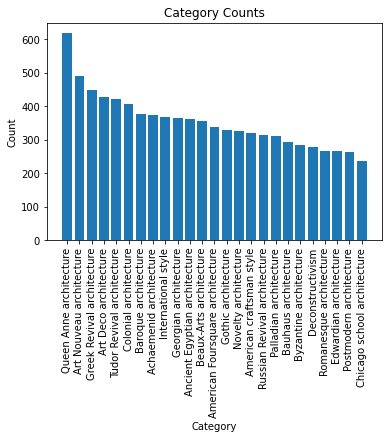 Category Counts
Count
600
500
400
300
200
100
0
Queen Anne architecture
Art Nouveau architecture
Greek Revival architecture
Art Deco architecture
Tudor Revival architecture
Colonial architecture
Baroque architecture
Achaemenid architecture
International style
Georgian architecture
Ancient Egyptian architecture
Beaux-Arts architecture
American Foursquare architecture
Gothic architecture
Novelty architecture
American craftsman style
Russian Revival architecture
Palladian architecture
Bauhaus architecture
Byzantine architecture
Deconstructivism
Romanesque architecture
Edwardian architecture
Postmodern architecture
Chicago school architecture
Category